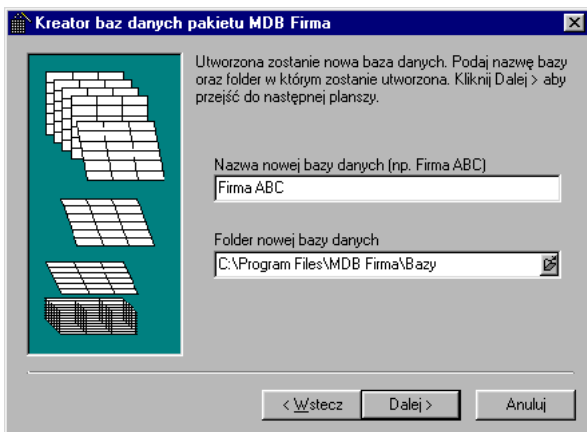 Kreator baz danych pakietu MDB Firma
Utworzona zostanie nowa baza danych. Podaj nazwę bazy
oraz folder w którym zostanie utworzona. Kliknij Dalej > aby
przejść do następnej planszy.
Nazwa nowej bazy danych (np. Firma ABC)
Firma ABC
Folder nowej bazy danych
C:\Program Files\MDB Firma\Bazy
< Wstecz
Dalej >
Anuluj